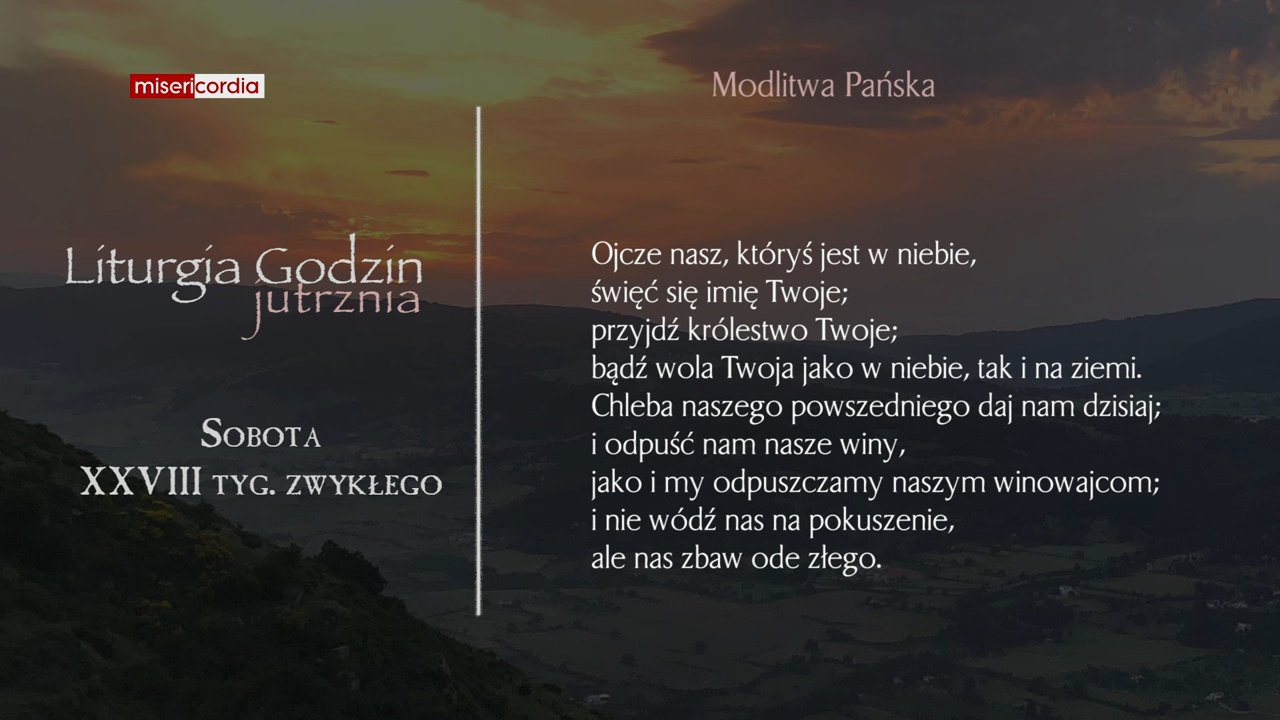 misericordia
Liturgia Godzin
jutrznia
Sobota
XXVIII tyg. zwykłego
Modlitwa Pańska
Ojcze nasz, któryś jest w niebie,
święć się imię Twoje;
przyjdź królestwo Twoje;
bądź wola Twoja jako w niebie, tak i na ziemi.
Chleba naszego powszedniego daj nam dzisiaj;
i odpuść nam nasze winy,
jako i my odpuszczamy naszym winowajcom;
i nie wódź nas na pokuszenie,
ale nas zbaw ode złego.